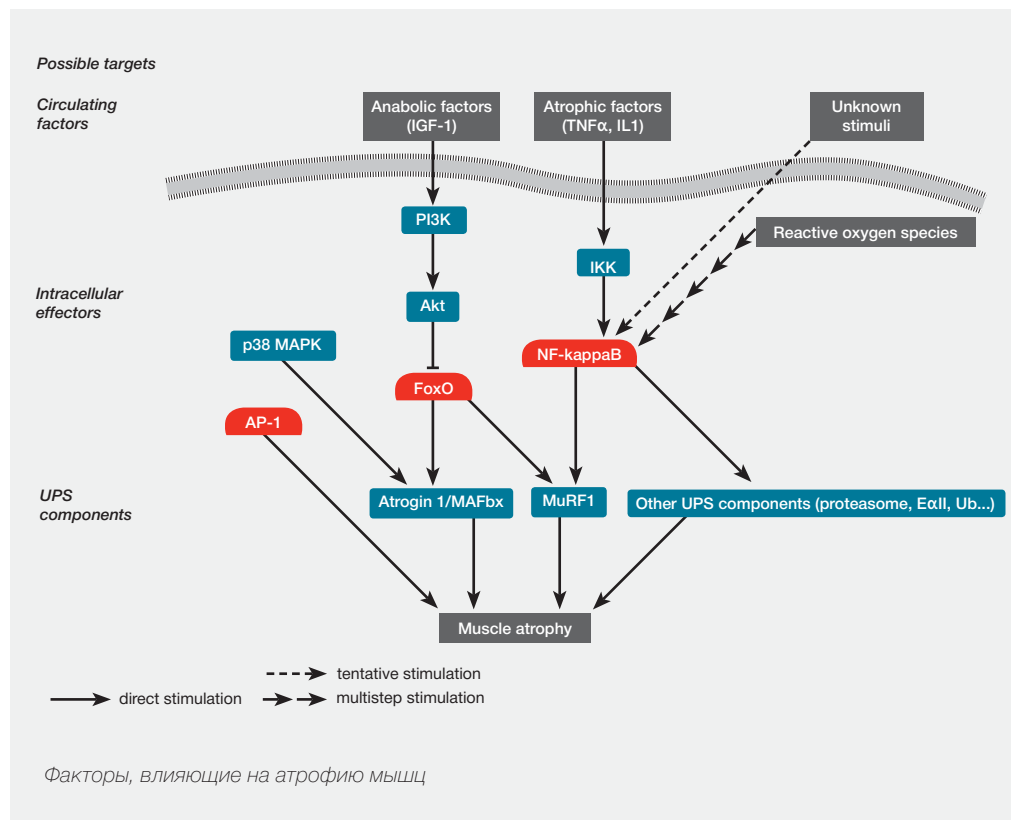 Possible targets
Circulating
factors
Anabolic factors
(IGF-1)
Atrophic factors
(TNFα, IL1)
Unknown
stimuli
PI3K
Reactive oxygen species
IKK
Intracellular
effectors
Akt
p38 MAPK
NF-kappaB
FoxO
AP-1
UPS
components
Atrogin 1/MAFbx
MuRF1
Other UPS components (proteasome, EαII, Ub...)
Muscle atrophy
tentative stimulation
direct stimulation
multistep stimulation
Факторы, влияющие на атрофию мышц